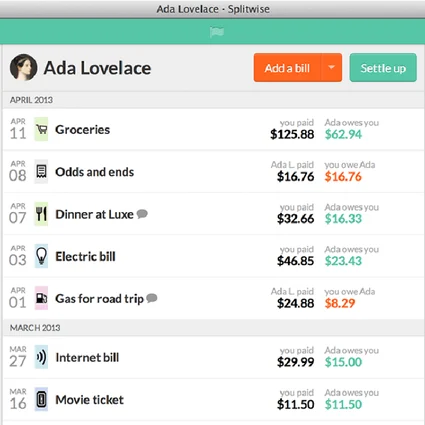 Ada Lovelace - Splitwise
Ada Lovelace
Add a bill
Settle up
APRIL 2013
APR
11
Groceries
you paid
$125.88
Ada owes you
$62.94
APR
08
Odds and ends
Ada L. paid
$16.76
you owe Ada
$16.76
APR
07
Dinner at Luxe
you paid
$32.66
Ada owes you
$16.33
APR
03
Electric bill
you paid
$46.85
Ada owes you
$23.43
APR
01
Gas for road trip
Ada L. paid
$24.88
you owe Ada
$8.29
MARCH 2013
MAR
27
Internet bill
you paid
$29.99
Ada owes you
$15.00
MAR
16
Movie ticket
you paid
$11.50
Ada owes you
$11.50